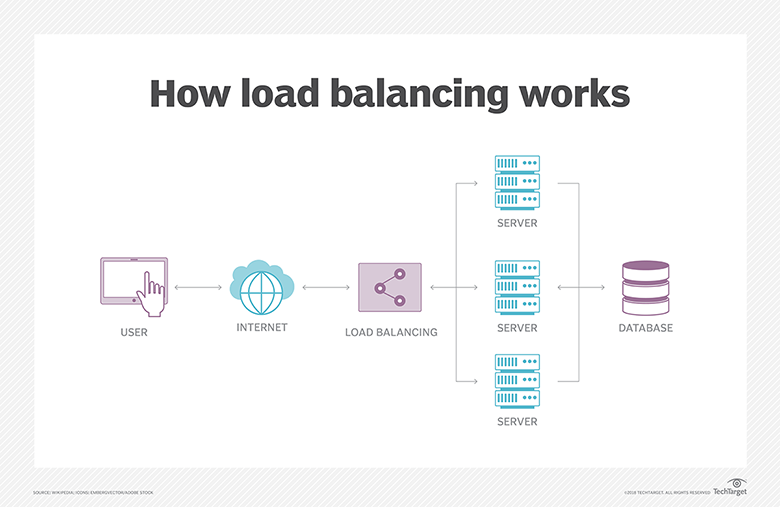 How load balancing works
SERVER
USER
INTERNET
LOAD BALANCING
SERVER
DATABASE
SERVER
SOURCE: WIKIPEDIA; ICONS: EMBERGVECTOR/ADOBE STOCK
©2018 TECHTARGET. ALL RIGHTS RESERVED
TechTarget